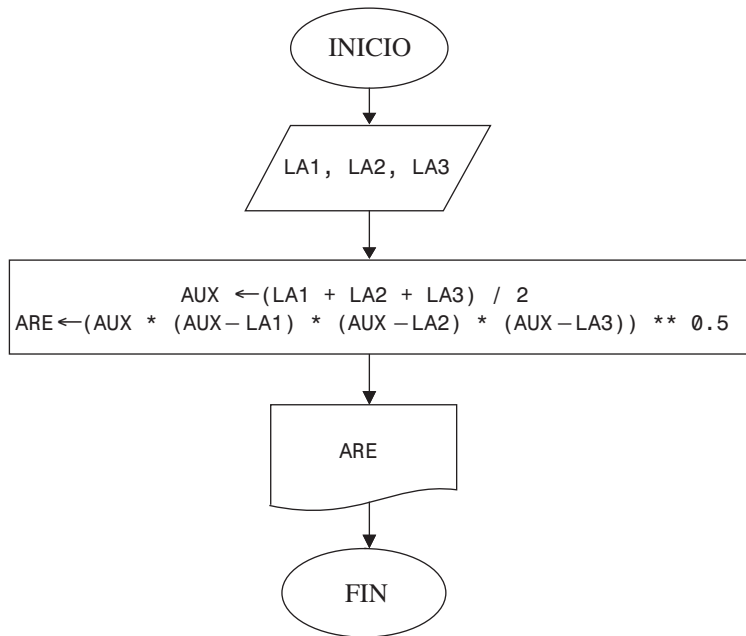 INICIO
LA1, LA2, LA3
AUX ←(LA1 + LA2 + LA3) / 2
ARE←(AUX * (AUX–LA1) * (AUX –LA2) * (AUX–LA3)) ** 0.5
ARE
FIN